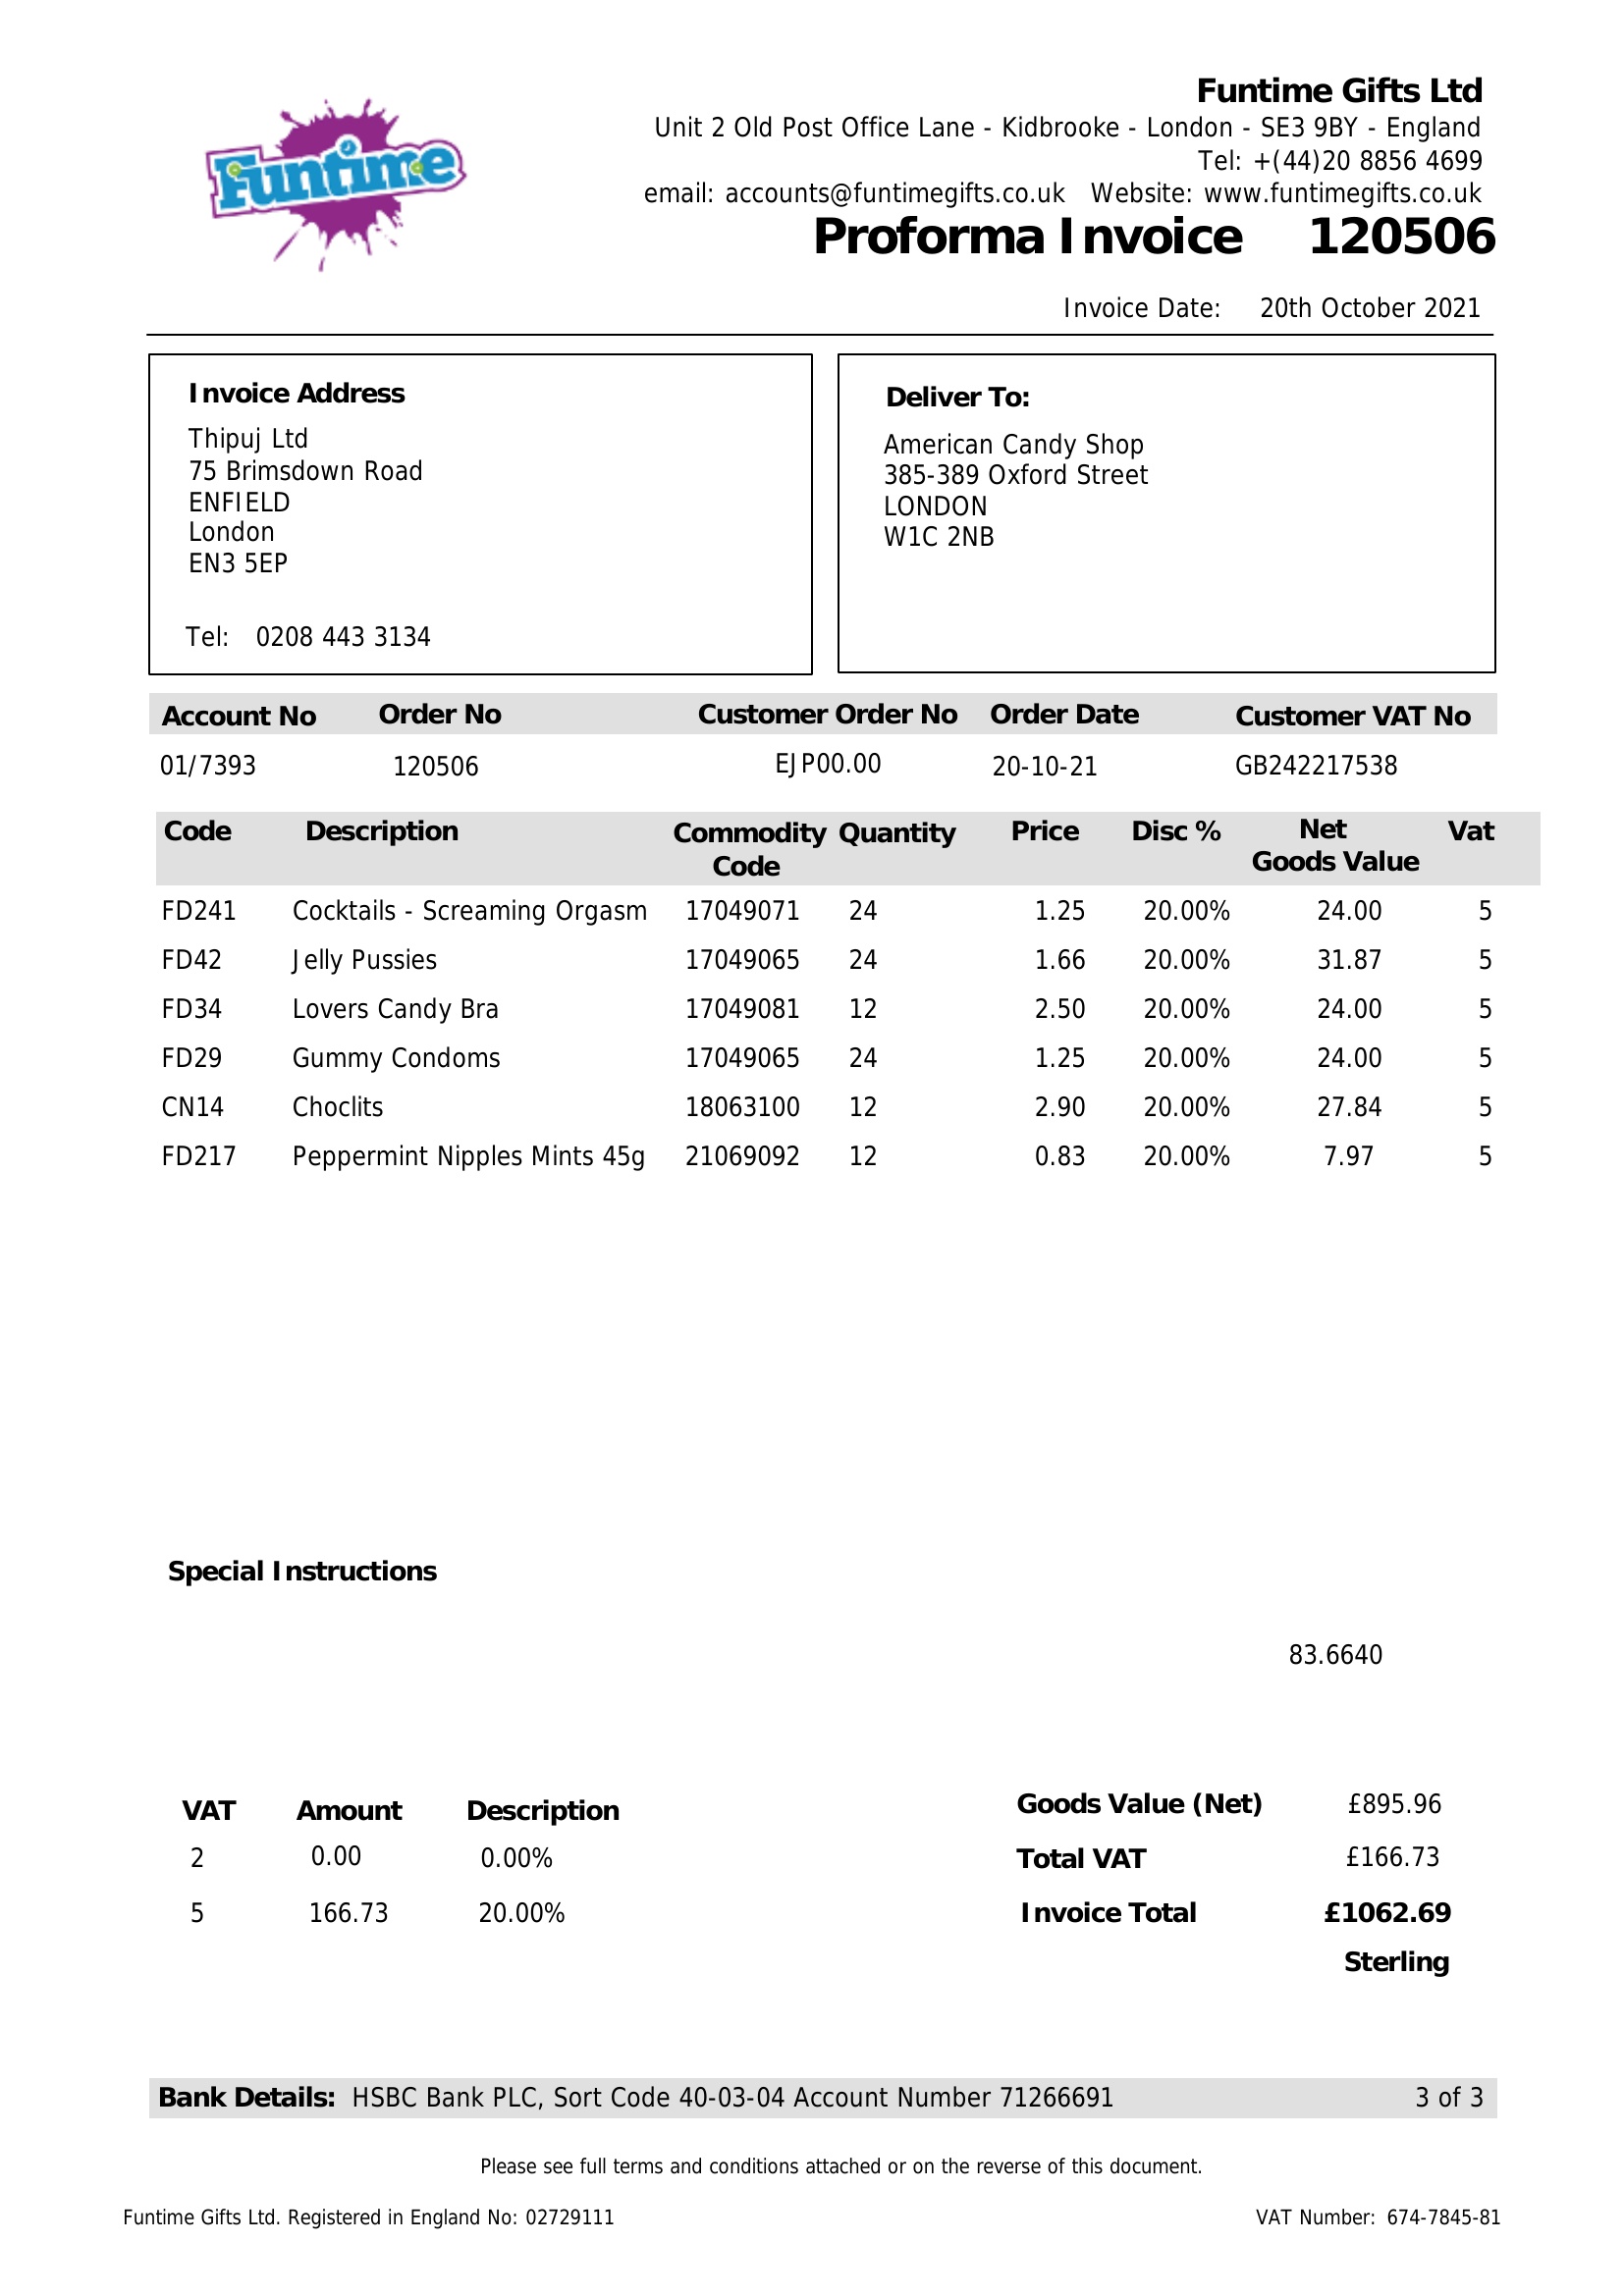 Funtime
Funtime Gifts Ltd
Unit 2 Old Post Office Lane - Kidbrooke - London - SE3 9BY - England
Tel: +(44)20 8856 4699
email: accounts@funtimegifts.co.uk Website: www.funtimegifts.co.uk
Proforma Invoice 120506
Invoice Date: 20th October 2021
Invoice Address
Thipuj Ltd
75 Brimsdown Road
ENFIELD
London
EN3 5EP
Tel: 0208 443 3134
Deliver To:
American Candy Shop
385-389 Oxford Street
LONDON
W1C 2NB
Account No Order No Customer Order No Order Date Customer VAT No
01/7393 120506 EJP00.00 20-10-21 GB242217538
Code Description Commodity Code Quantity Price Disc % Net Goods Value Vat
FD241 Cocktails - Screaming Orgasm 17049071 24 1.25 20.00% 24.00 5
FD42 Jelly Pussies 17049065 24 1.66 20.00% 31.87 5
FD34 Lovers Candy Bra 17049081 12 2.50 20.00% 24.00 5
FD29 Gummy Condoms 17049065 24 1.25 20.00% 24.00 5
CN14 Choclits 18063100 12 2.90 20.00% 27.84 5
FD217 Peppermint Nipples Mints 45g 21069092 12 0.83 20.00% 7.97 5
Special Instructions
83.6640
VAT Amount Description
2 0.00 0.00%
5 166.73 20.00%
Goods Value (Net) £895.96
Total VAT £166.73
Invoice Total £1062.69
Sterling
Bank Details: HSBC Bank PLC, Sort Code 40-03-04 Account Number 71266691 3 of 3
Please see full terms and conditions attached or on the reverse of this document.
Funtime Gifts Ltd. Registered in England No: 02729111 VAT Number: 674-7845-81